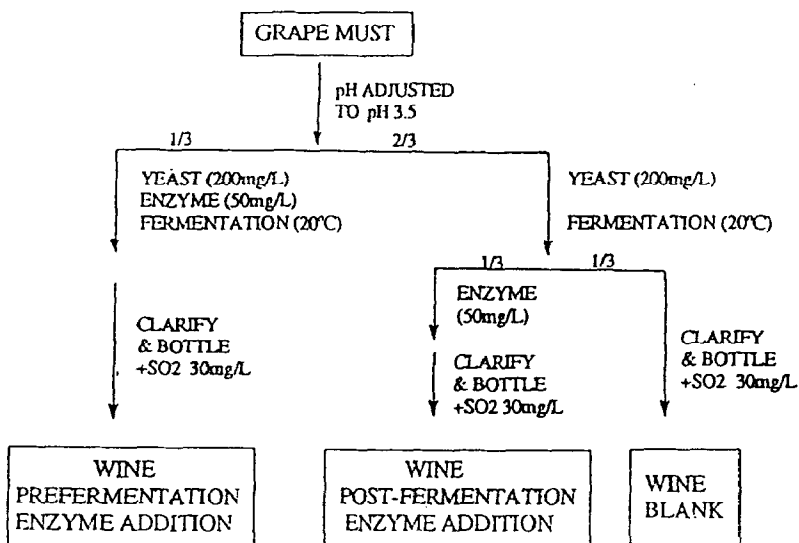 GRAPE MUST
pH ADJUSTED
TO pH 3.5
1/3
2/3
YEAST (200mg/L)
ENZYME (50mg/L)
FERMENTATION (20°C)
YEAST (200mg/L)
FERMENTATION (20°C)
1/3
1/3
ENZYME
(50mg/L)
CLARIFY
& BOTTLE
+SO2 30mg/L
CLARIFY
& BOTTLE
+SO2 30mg/L
CLARIFY
& BOTTLE
+SO2 30mg/L
WINE
PREFERMENTATION
ENZYME ADDITION
WINE
POST-FERMENTATION
ENZYME ADDITION
WINE
BLANK